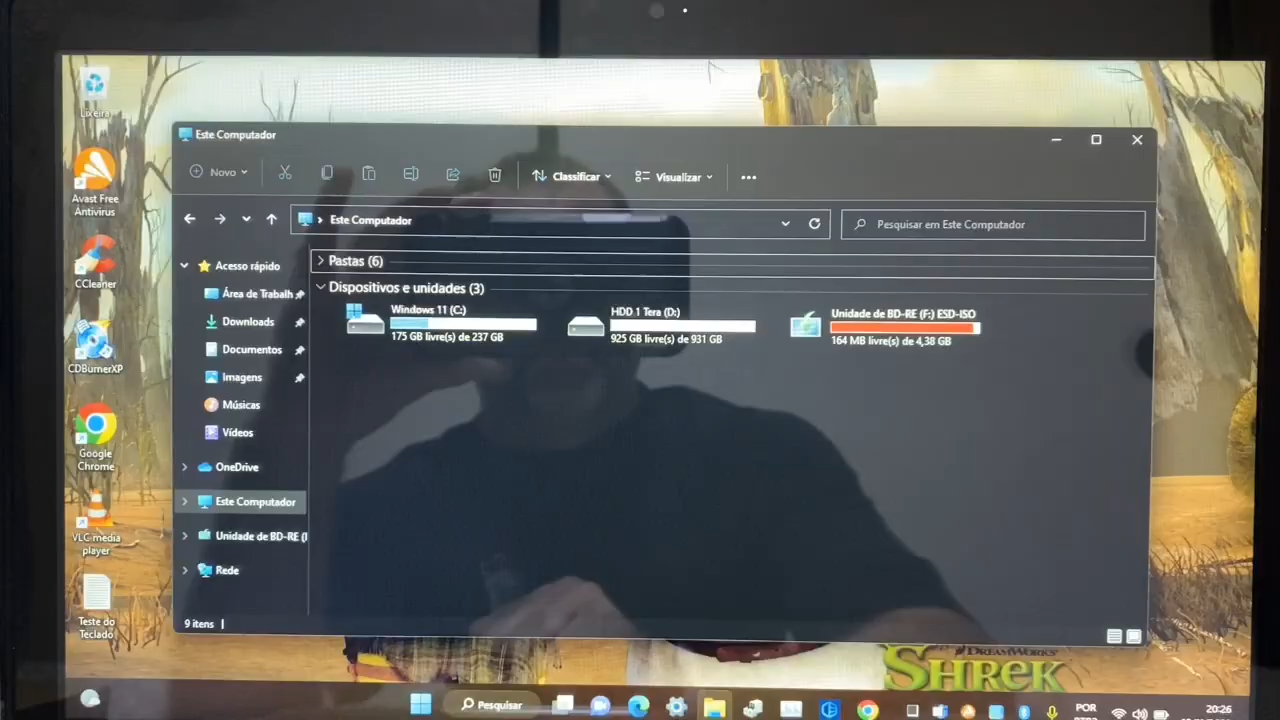 Lixeira
Avast Free
Antivirus
CCleaner
CDBurnerXP
Google
Chrome
VLC media
player
Teste do
Teclado
Este Computador
Novo
Classificar
Visualizar
Este Computador
Pesquisar em Este Computador
Acesso rápido
Área de Trabalh
Downloads
Documentos
Imagens
Músicas
Vídeos
OneDrive
Este Computador
Unidade de BD-RE (
Rede
Pastas (6)
Dispositivos e unidades (3)
Windows 11 (C:)
175 GB livre(s) de 237 GB
HDD 1 Tera (D:)
925 GB livre(s) de 931 GB
Unidade de BD-RE (F:) ESD-ISO
164 MB livre(s) de 4,38 GB
9 itens
DREAMWORKS
SHREK
Pesquisar
POR
20:26